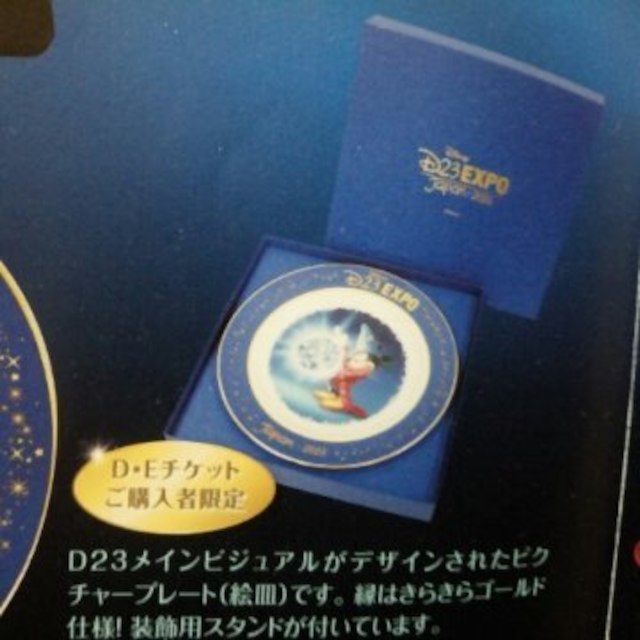 Disney
D23 EXPO
Japan
D23 EXPO
Japan
D・Eチケット
ご購入者限定
D23メインビジュアルがデザインされたピク
チャープレート(絵皿)です。縁はきらきらゴールド
仕様! 装飾用スタンドが付いています。